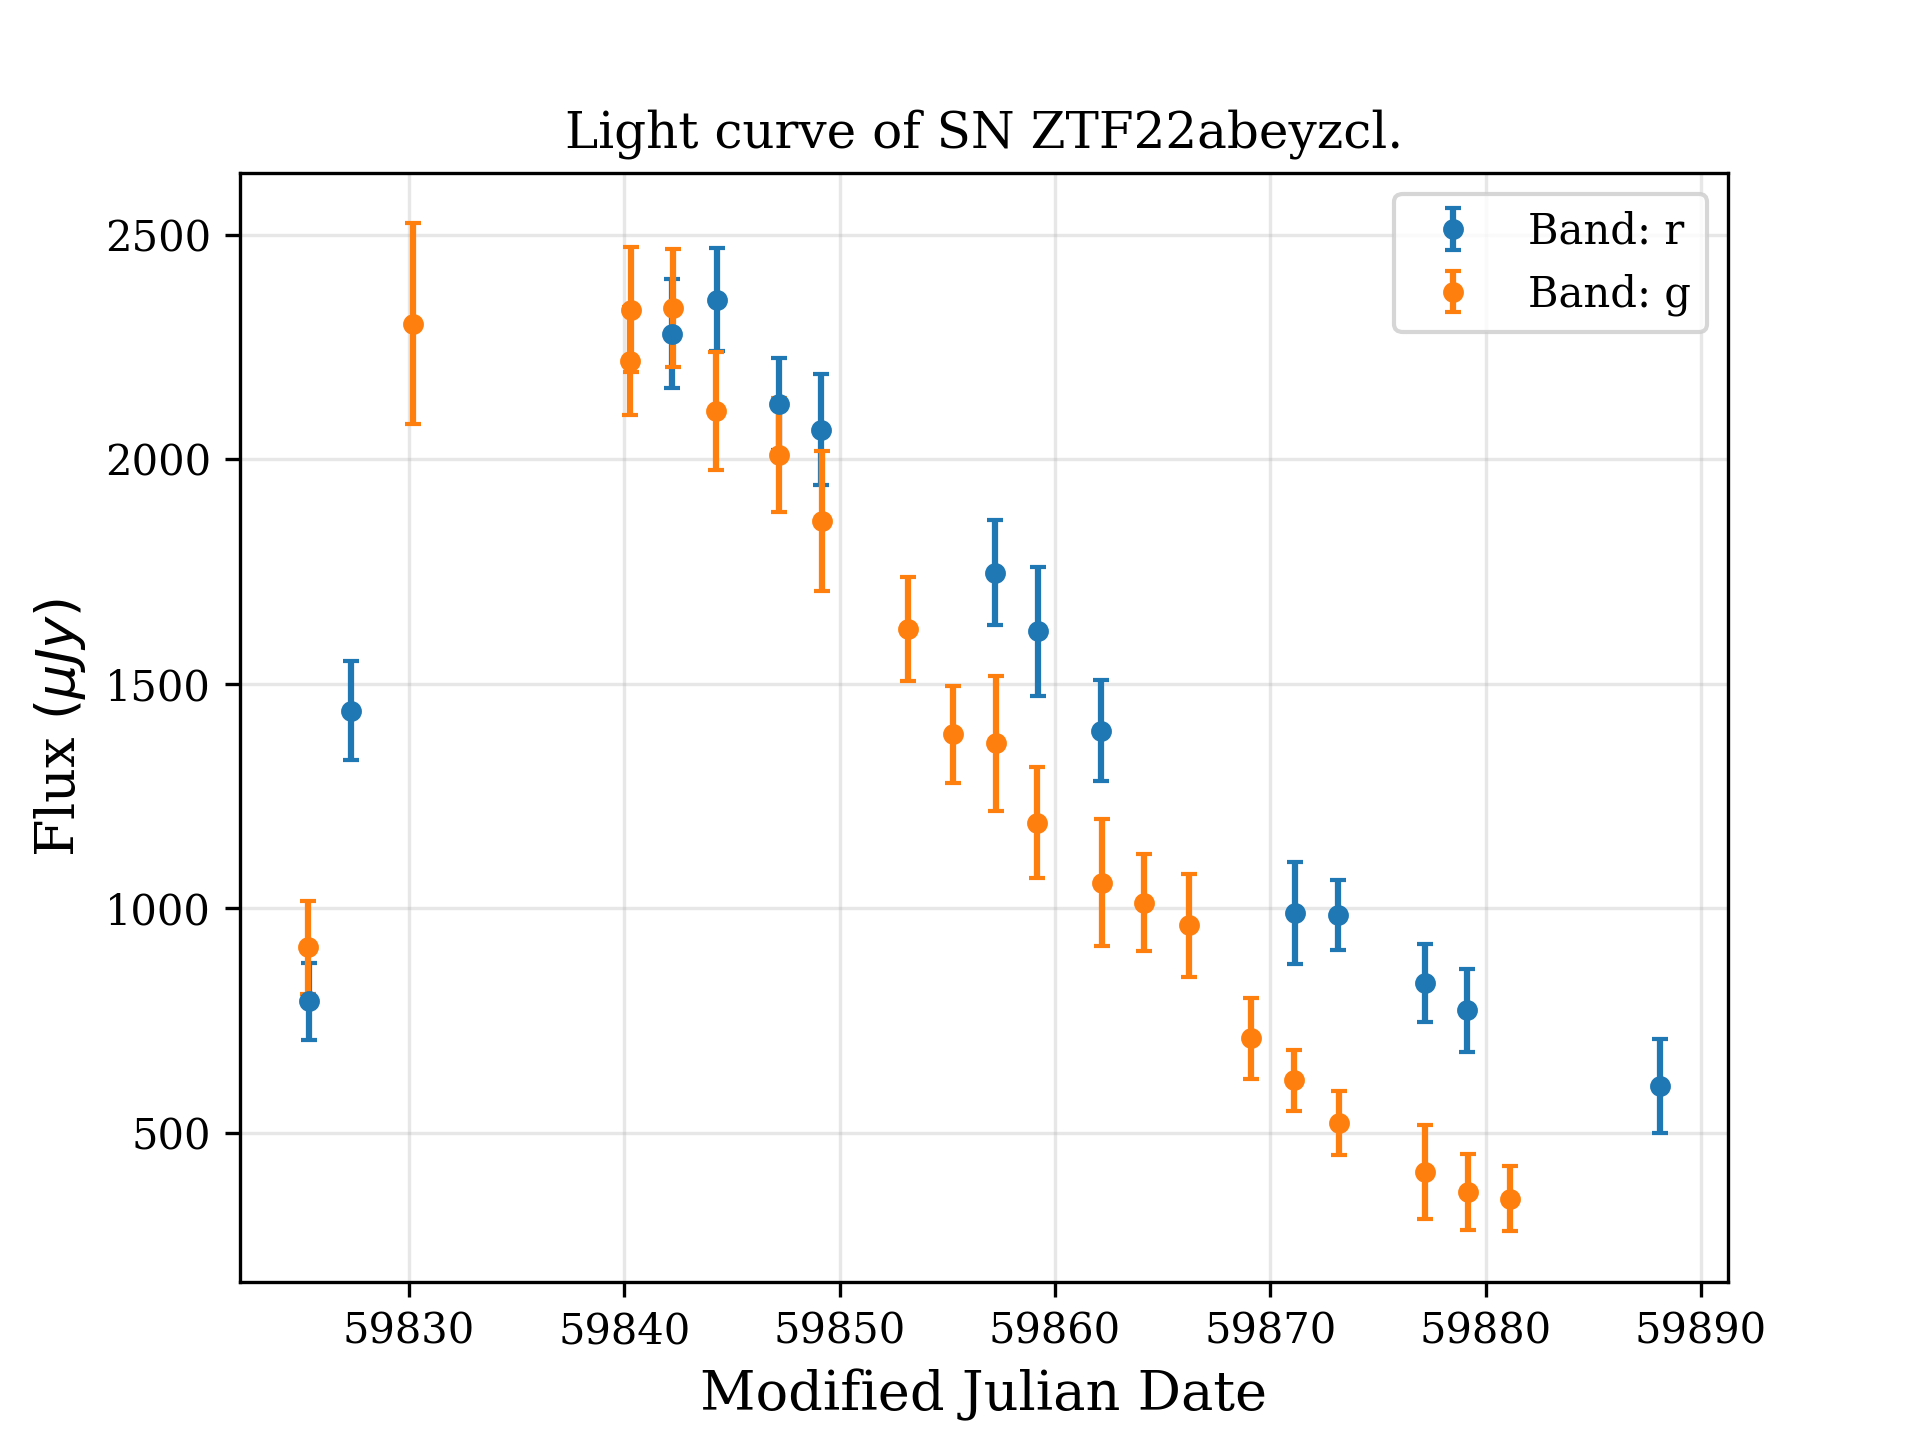 Light curve of SN ZTF22abeyzcl.
Band: r
Band: g
2500
2000
1500
1000
500
Flux (μJy)
59830 59840 59850 59860 59870 59880 59890
Modified Julian Date